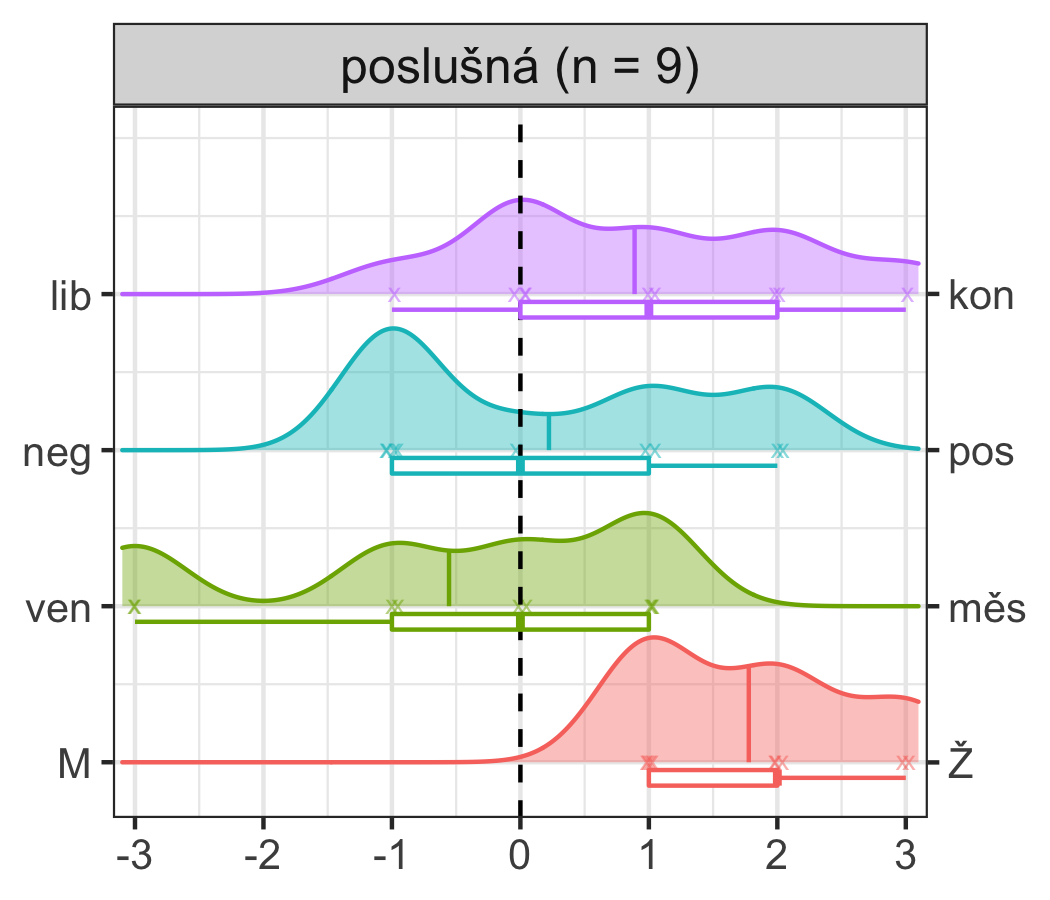 poslušná (n = 9)
lib kon
neg pos
ven měs
M Ž
-3 -2 -1 0 1 2 3